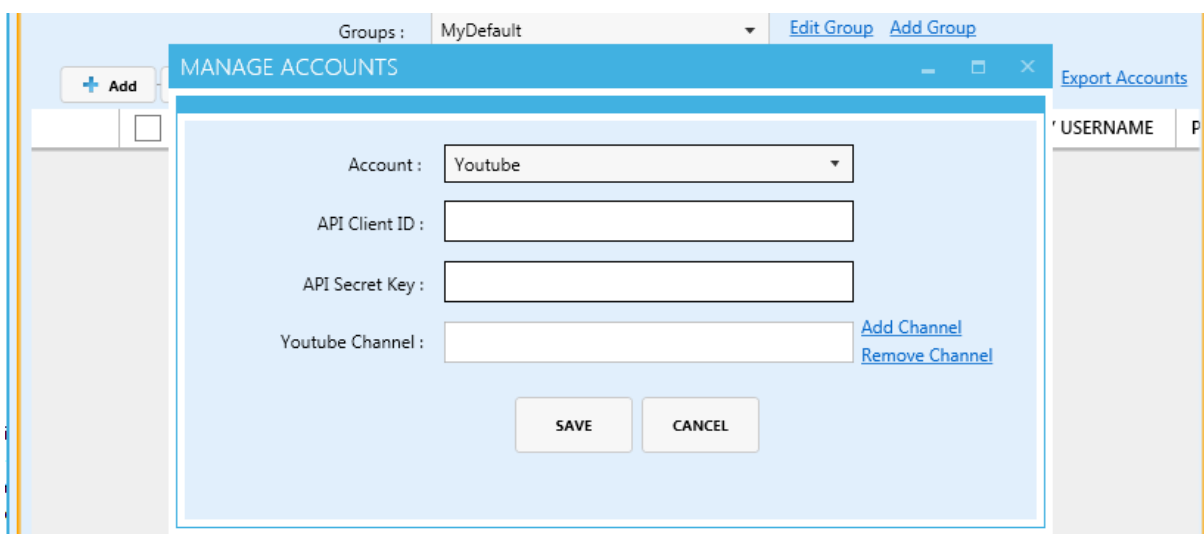 Groups : MyDefault Edit Group Add Group
MANAGE ACCOUNTS
Add Export Accounts
USERNAME P
Account : Youtube
API Client ID :
API Secret Key :
Youtube Channel : Add Channel
Remove Channel
SAVE CANCEL